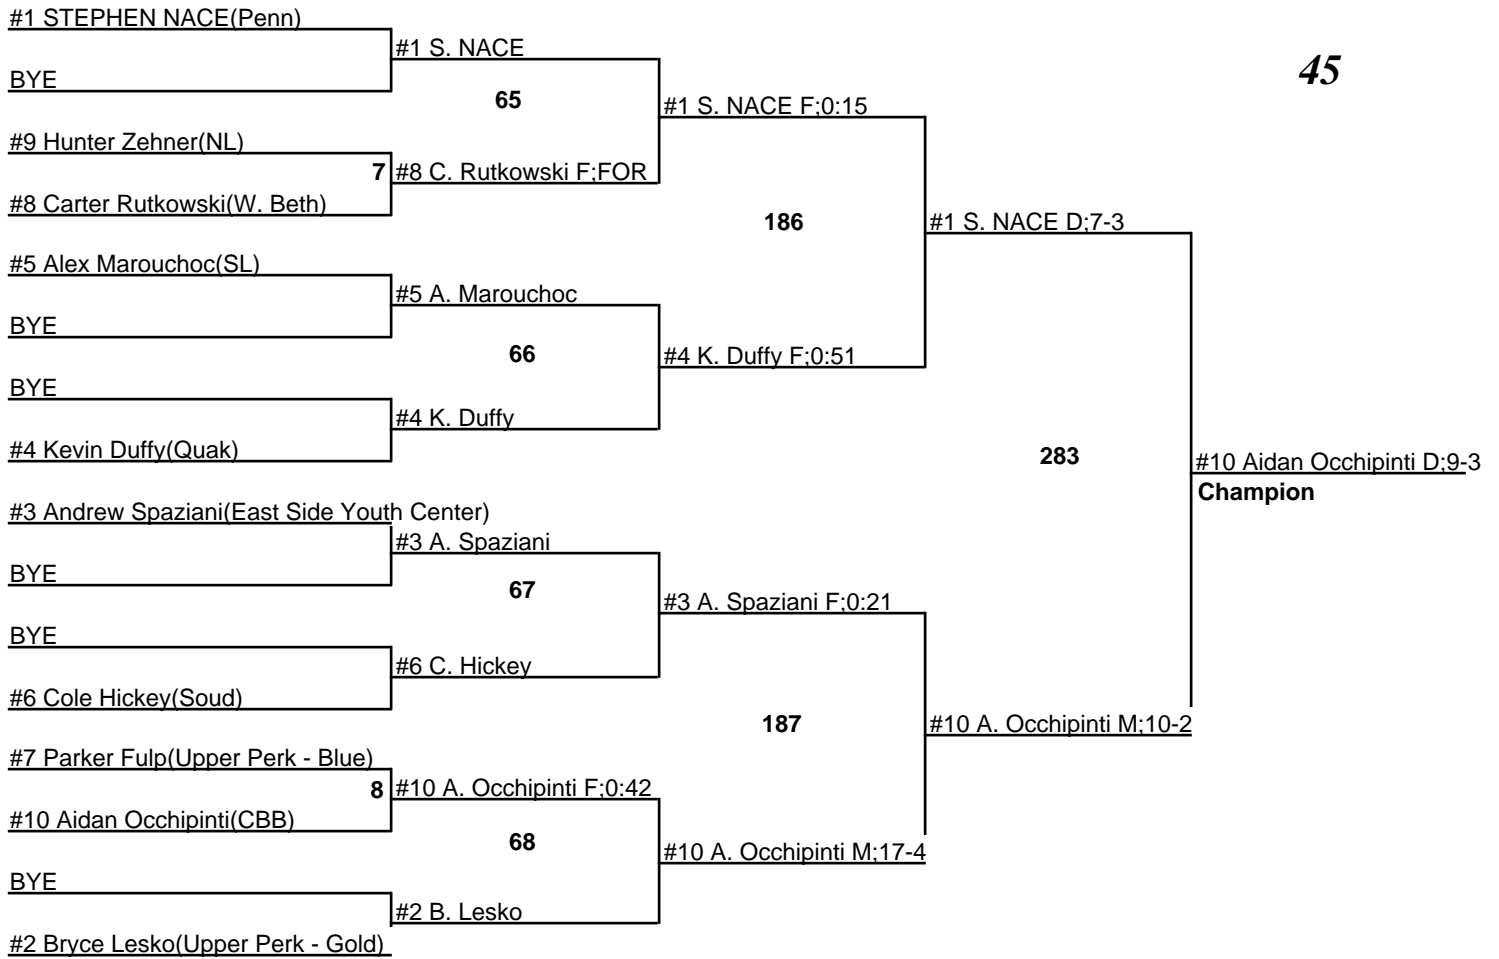 #1 STEPHEN NACE(Penn)
#1 S. NACE
45
BYE
65
#1 S. NACE F;0:15
#9 Hunter Zehner(NL)
7
#8 C. Rutkowski F;FOR
#8 Carter Rutkowski(W. Beth)
186
#1 S. NACE D;7-3
#5 Alex Marouchoc(SL)
#5 A. Marouchoc
BYE
66
#4 K. Duffy F;0:51
BYE
#4 K. Duffy
#4 Kevin Duffy(Quak)
283
#10 Aidan Occhipinti D;9-3
Champion
#3 Andrew Spaziani(East Side Youth Center)
#3 A. Spaziani
BYE
67
#3 A. Spaziani F;0:21
BYE
#6 C. Hickey
#6 Cole Hickey(Soud)
187
#10 A. Occhipinti M;10-2
#7 Parker Fulp(Upper Perk - Blue)
8
#10 A. Occhipinti F;0:42
#10 Aidan Occhipinti(CBB)
68
#10 A. Occhipinti M;17-4
BYE
#2 B. Lesko
#2 Bryce Lesko(Upper Perk - Gold)